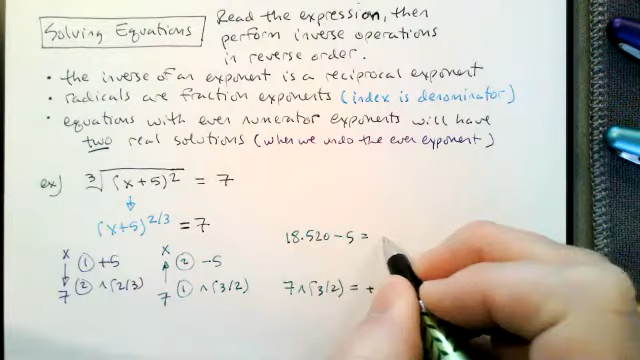 Solving Equations
Read the expression, then
perform inverse operations
in reverse order.
• the inverse of an exponent is a reciprocal exponent
• radicals are fraction exponents (index is denominator)
• equations with even numerator exponents will have
two real solutions (when we undo the even exponent)
ex) ∛(x+5)² = 7
(x+5)^2/3 = 7
x ① +5
7 ② ∧(2/3)
x ② -5
7 ① ∧(3/2)
18.520 - 5 =
7∧(3/2) = +